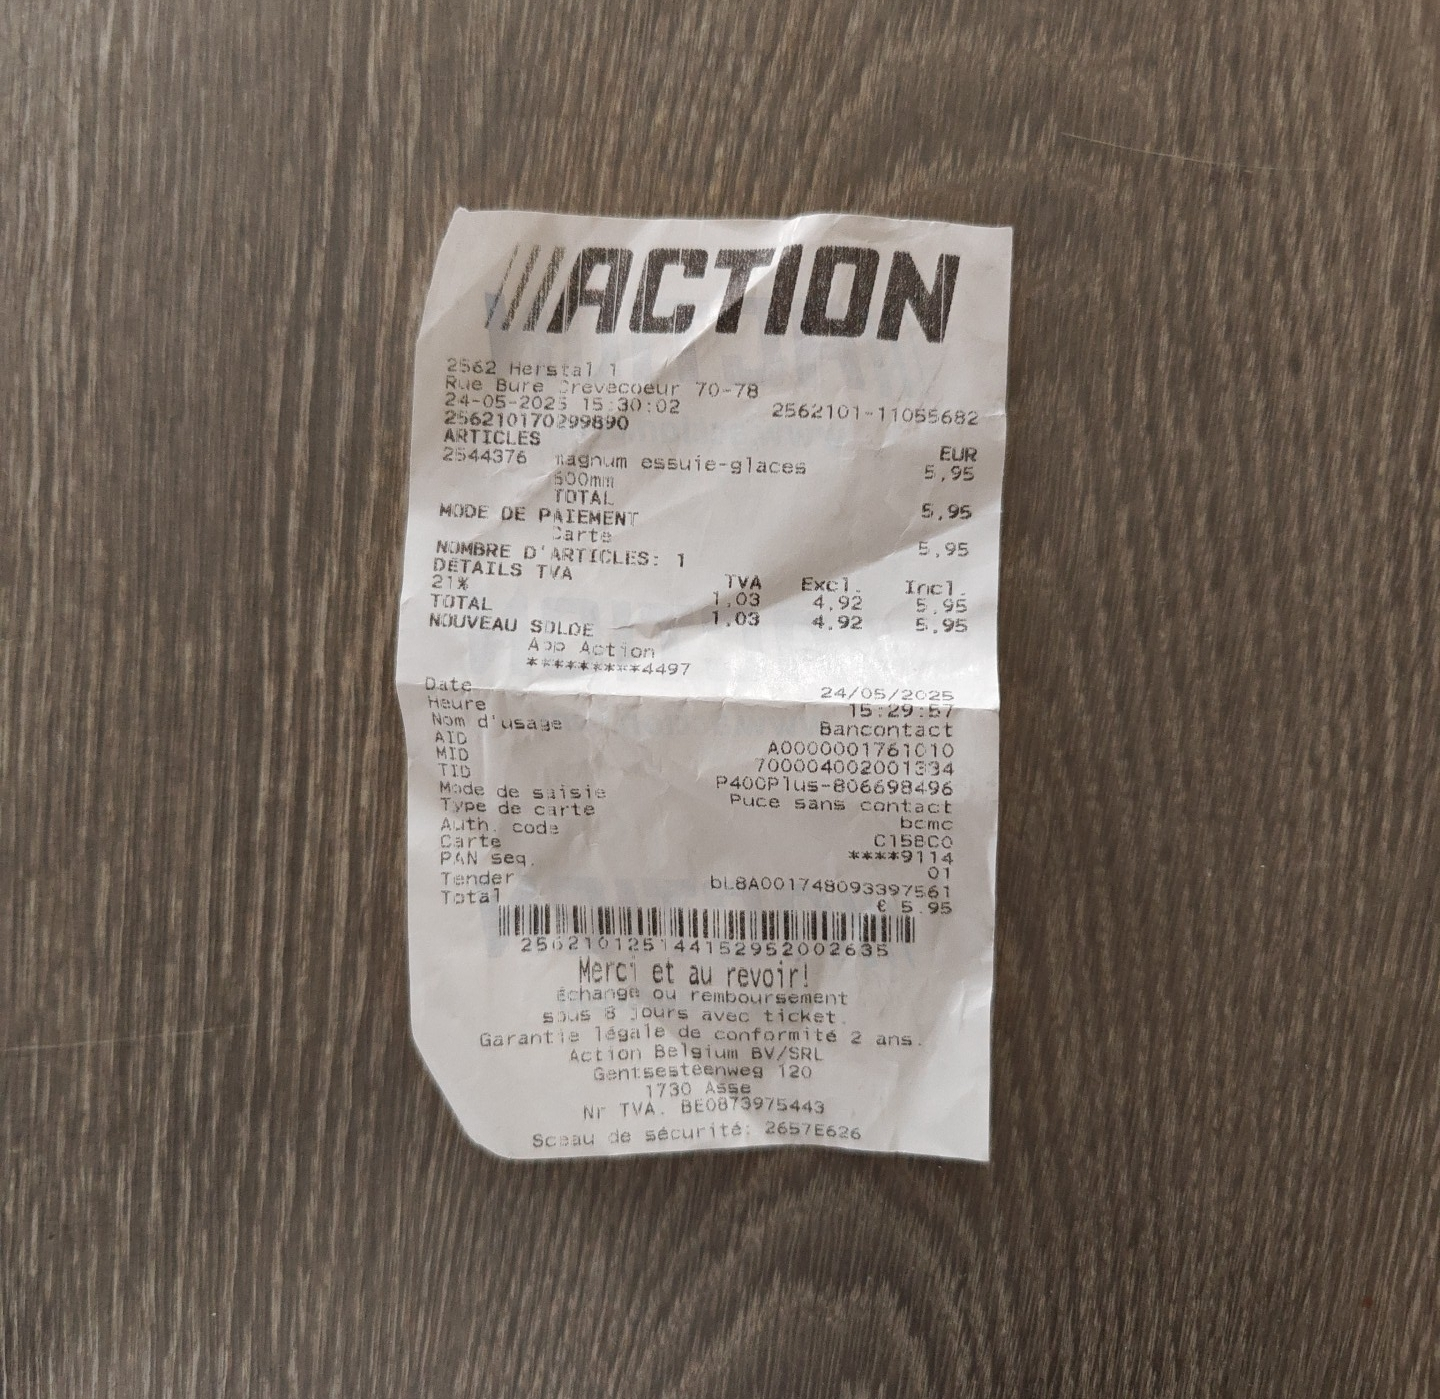 ACTION
2562 Herstal 1
Rue Bure Crevecoeur 70-78
24-05-2025 15:30:02 2562101-11055682
256210170299890
ARTICLES EUR
2544376 magnum essuie-glaces 5,95
600mm
TOTAL 5,95
MODE DE PAIEMENT
Carte 5,95
NOMBRE D'ARTICLES: 1
DÉTAILS TVA TVA Excl. Incl.
21% 1,03 4,92 5,95
TOTAL 1,03 4,92 5,95
NOUVEAU SOLDE
App Action
*********4497
Date 24/05/2025
Heure 15:29:57
Nom d'usage Bancontact
AID A0000001761010
MID 700004002001334
TID P400Plus-806698496
Mode de saisie Puce sans contact
Type de carte bcmc
Auth. code C158C0
Carte ****9114
PAN seq. 01
Tender bL8A001748093397561
Total € 5.95
256210125144152952002635
Merci et au revoir!
Échange ou remboursement
sous 8 jours avec ticket.
Garantie légale de conformité 2 ans.
Action Belgium BV/SRL
Gentsesteenweg 120
1730 Asse
Nr TVA. BE0873975443
Sceau de sécurité: 2657E626